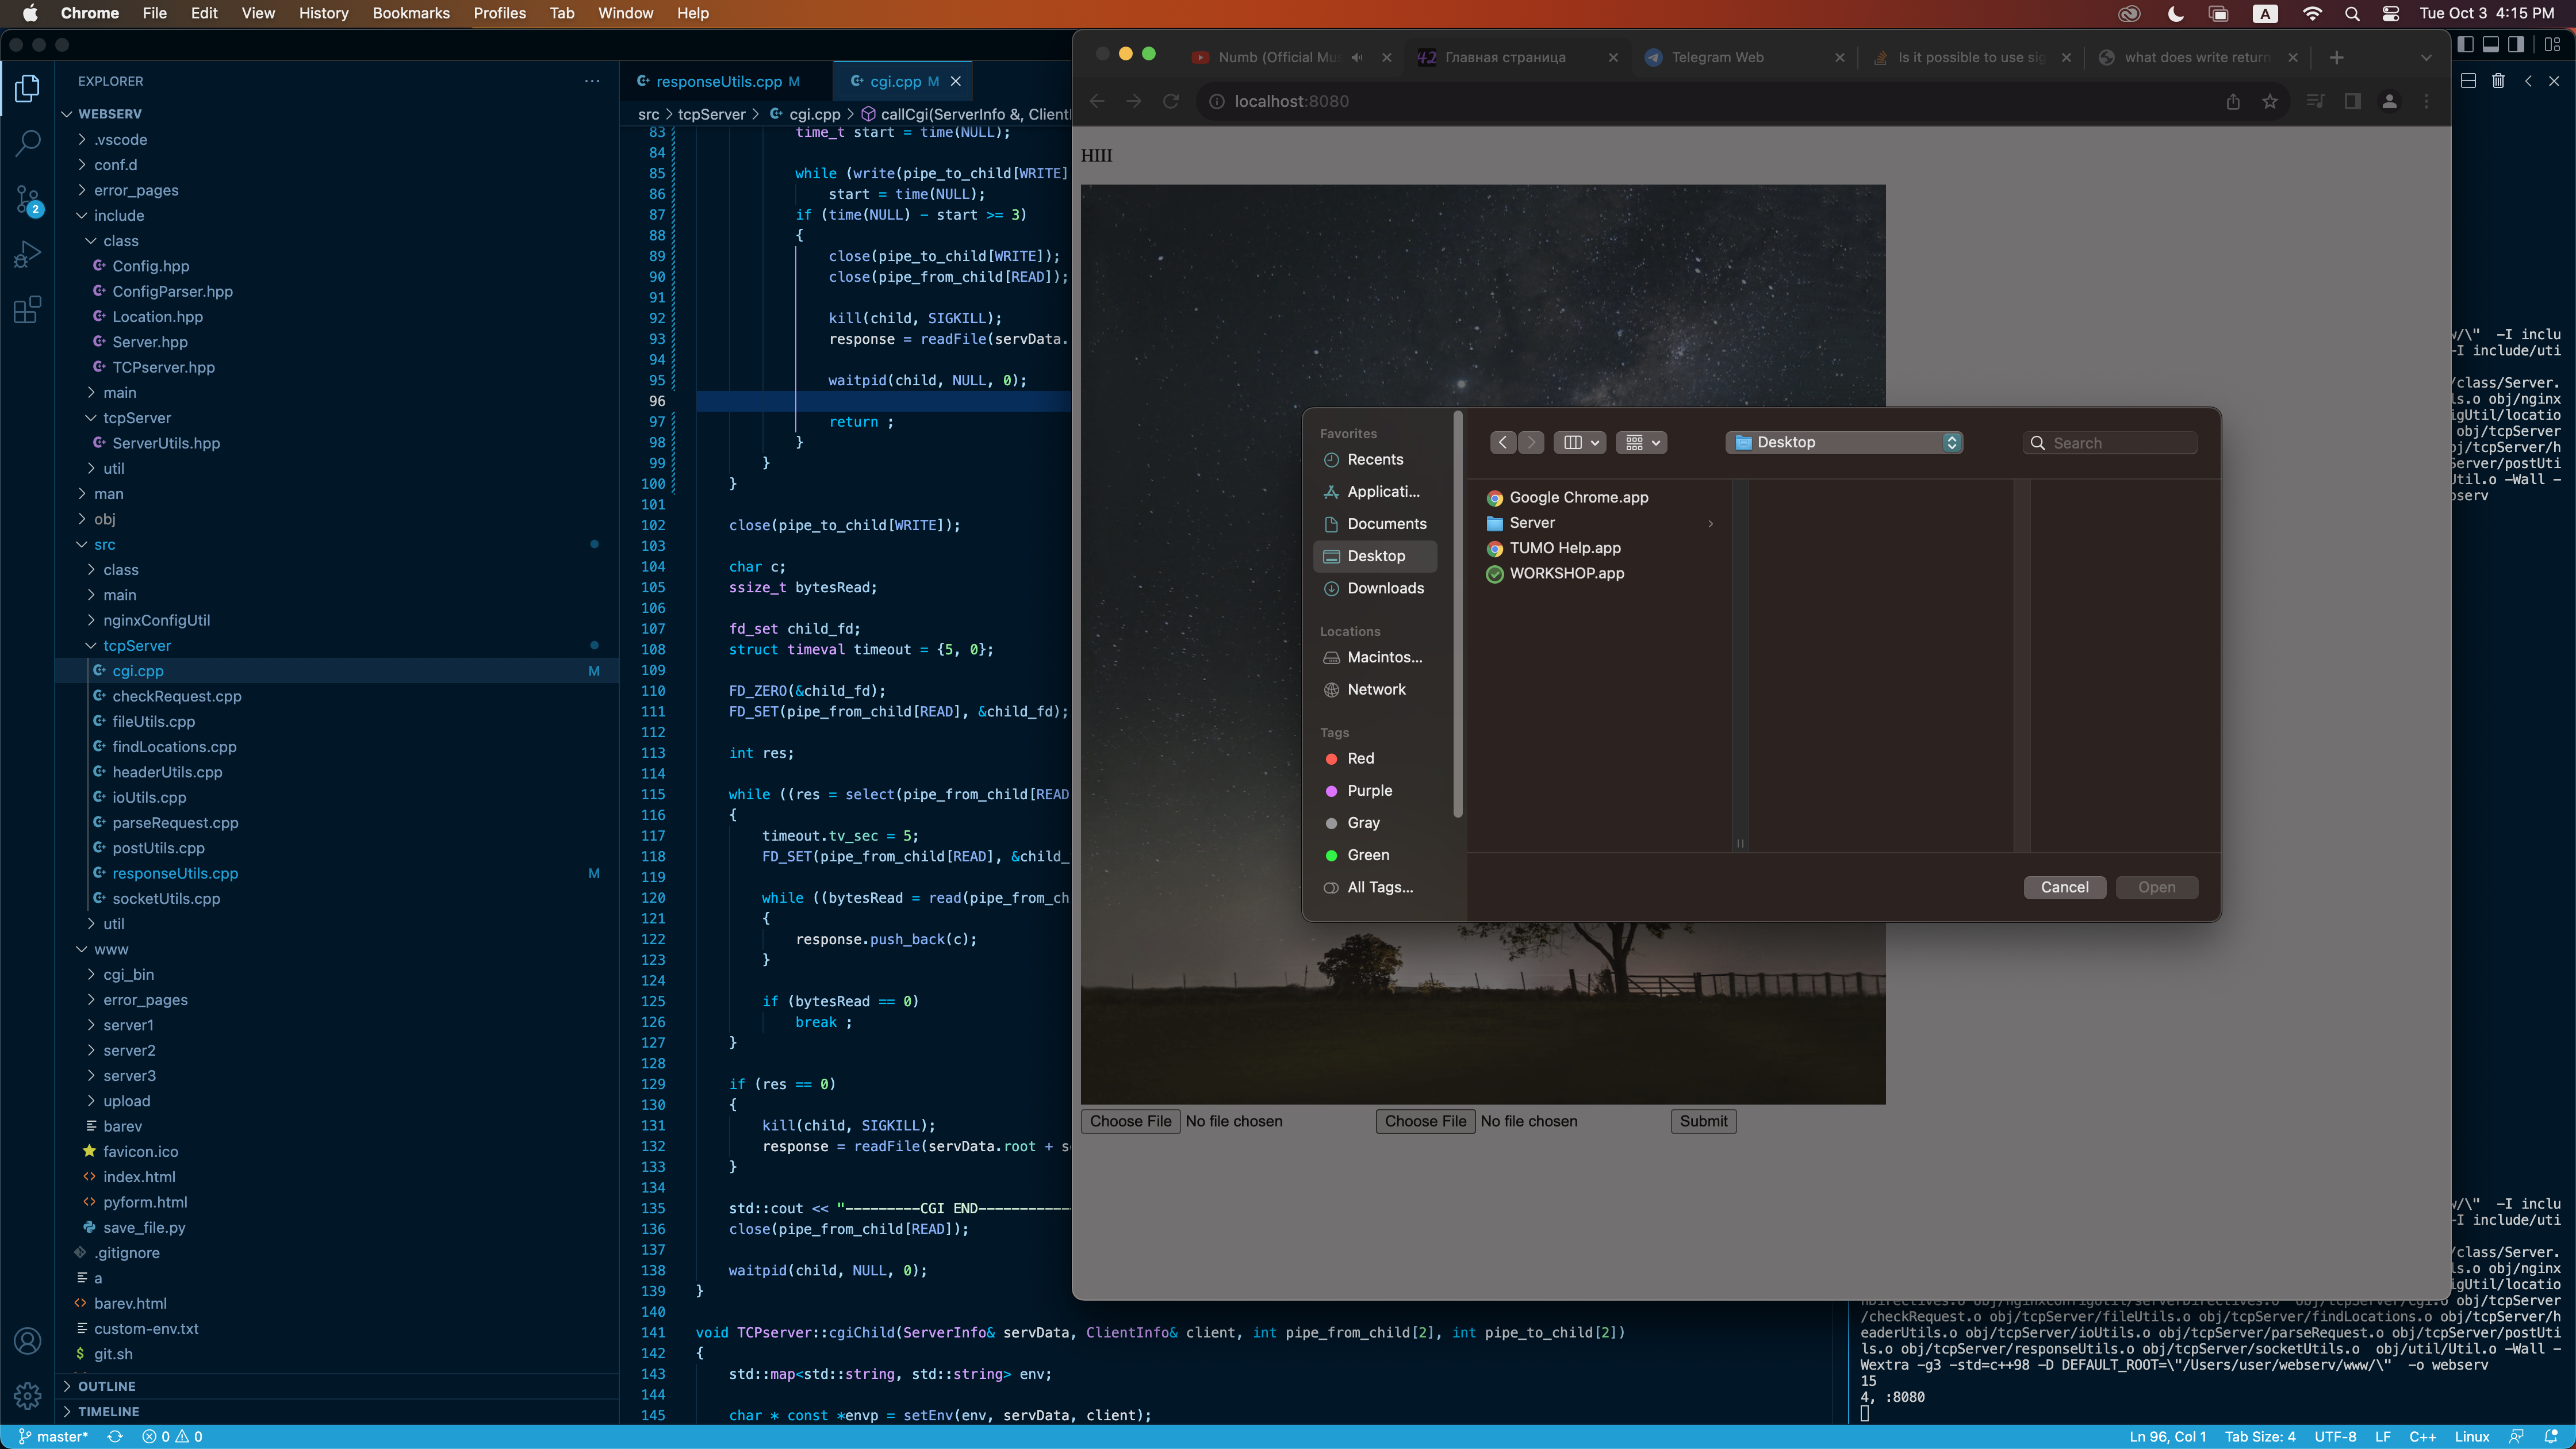 Chrome File Edit View History Bookmarks Profiles Tab Window Help
A Tue Oct 3 4:15 PM
EXPLORER
WEBSERV
.vscode
conf.d
error_pages
include
class
Config.hpp
ConfigParser.hpp
Location.hpp
Server.hpp
TCPserver.hpp
main
tcpServer
ServerUtils.hpp
util
man
obj
src
class
main
nginxConfigUtil
tcpServer
cgi.cpp M
checkRequest.cpp
fileUtils.cpp
findLocations.cpp
headerUtils.cpp
ioUtils.cpp
parseRequest.cpp
postUtils.cpp
responseUtils.cpp M
socketUtils.cpp
util
www
cgi_bin
error_pages
server1
server2
server3
upload
barev
favicon.ico
index.html
pyform.html
save_file.py
.gitignore
a
barev.html
custom-env.txt
git.sh
OUTLINE
TIMELINE
2
responseUtils.cpp M cgi.cpp M
src > tcpServer > cgi.cpp > callCgi(ServerInfo &, Client
83 time_t start = time(NULL);
84
85 while (write(pipe_to_child[WRITE]
86 start = time(NULL);
87 if (time(NULL) - start >= 3)
88 {
89 close(pipe_to_child[WRITE]);
90 close(pipe_from_child[READ]);
91
92 kill(child, SIGKILL);
93 response = readFile(servData.
94
95 waitpid(child, NULL, 0);
96
97 return ;
98 }
99 }
100 }
101
102 close(pipe_to_child[WRITE]);
103
104 char c;
105 ssize_t bytesRead;
106
107 fd_set child_fd;
108 struct timeval timeout = {5, 0};
109
110 FD_ZERO(&child_fd);
111 FD_SET(pipe_from_child[READ], &child_fd);
112
113 int res;
114
115 while ((res = select(pipe_from_child[READ
116 {
117 timeout.tv_sec = 5;
118 FD_SET(pipe_from_child[READ], &child_
119
120 while ((bytesRead = read(pipe_from_ch
121 {
122 response.push_back(c);
123 }
124
125 if (bytesRead == 0)
126 break ;
127 }
128
129 if (res == 0)
130 {
131 kill(child, SIGKILL);
132 response = readFile(servData.root + s
133 }
134
135 std::cout << "---------CGI END-----------
136 close(pipe_from_child[READ]);
137
138 waitpid(child, NULL, 0);
139 }
140
141 void TCPserver::cgiChild(ServerInfo& servData, ClientInfo& client, int pipe_from_child[2], int pipe_to_child[2])
142 {
143 std::map<std::string, std::string> env;
144
145 char * const *envp = setEnv(env, servData, client);
Numb (Official Mu Главная страница Telegram Web Is it possible to use sig what does write return
localhost:8080
HIII
Favorites
Recents
Applicati...
Documents
Desktop
Downloads
Locations
Macintos...
Network
Tags
Red
Purple
Gray
Green
All Tags...
Desktop Search
Google Chrome.app
Server
TUMO Help.app
WORKSHOP.app
Cancel Open
Choose File No file chosen Choose File No file chosen Submit
w/\" -I inclu
-I include/uti
/class/Server.
ls.o obj/nginx
igUtil/locatio
obj/tcpServer
bj/tcpServer/h
Server/postUti
Util.o -Wall -
bserv
w/\" -I inclu
-I include/uti
/class/Server.
ls.o obj/nginx
igUtil/locatio
nDirectives.o obj/nginxConfigUtil/serverDirectives.o obj/tcpServer/cgi.o obj/tcpServer
/checkRequest.o obj/tcpServer/fileUtils.o obj/tcpServer/findLocations.o obj/tcpServer/h
eaderUtils.o obj/tcpServer/ioUtils.o obj/tcpServer/parseRequest.o obj/tcpServer/postUti
ls.o obj/tcpServer/responseUtils.o obj/tcpServer/socketUtils.o obj/util/Util.o -Wall -
Wextra -g3 -std=c++98 -D DEFAULT_ROOT=\"/Users/user/webserv/www/\" -o webserv
15
4, :8080
master* 0 0 Ln 96, Col 1 Tab Size: 4 UTF-8 LF C++ Linux